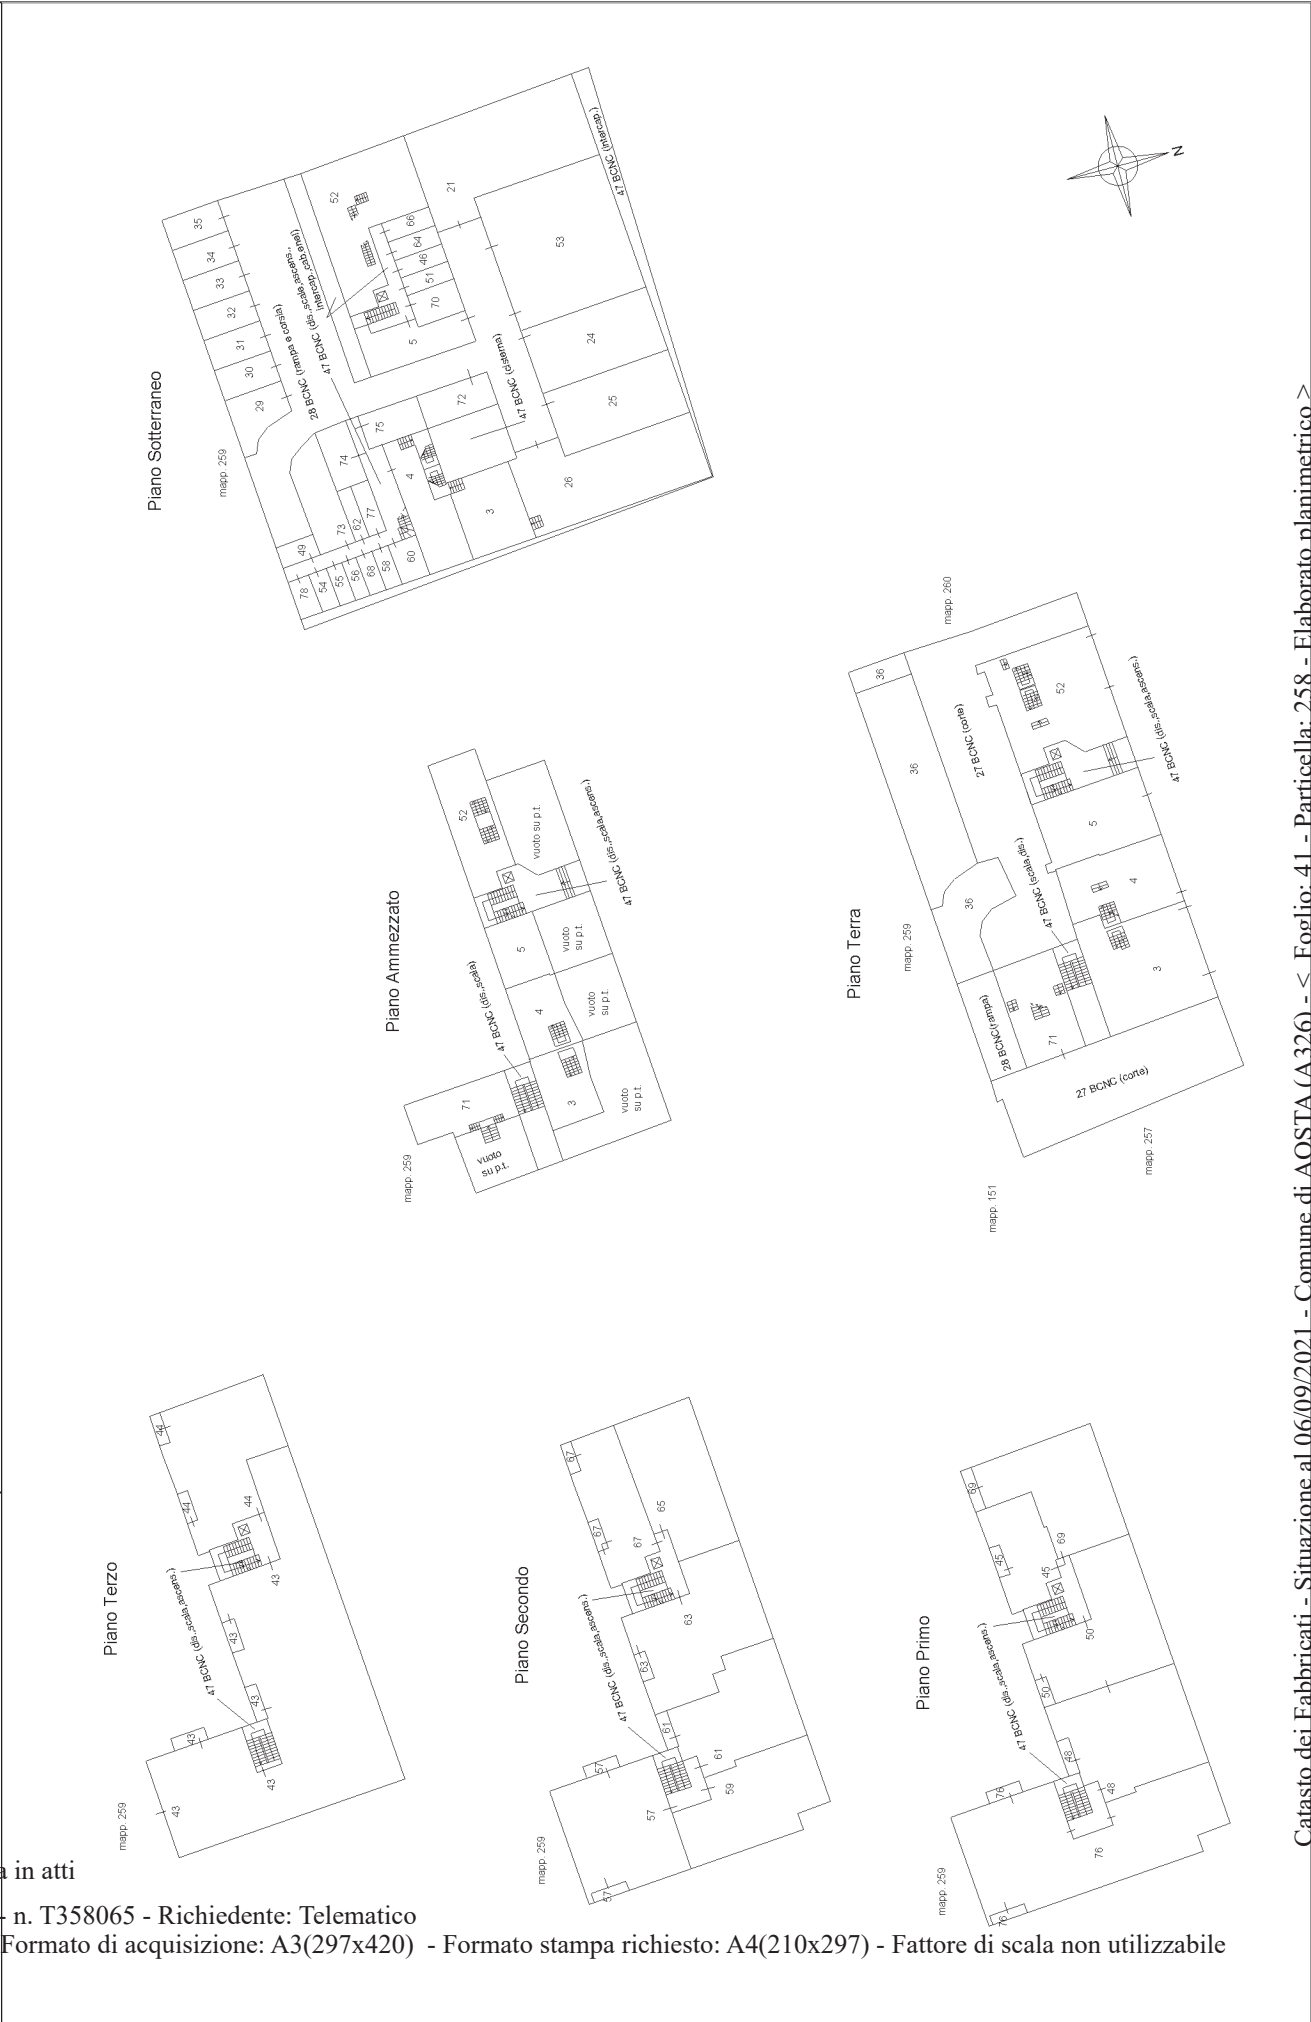 Piano Sotterraneo
mapp. 259
35
34
33
32
31
30
29
28 BCNC (rampa e corsia)
47 BCNC (dis.,scale,ascens.,
intercap.,cab.enel)
52
21
66
64
46
51
70
5
53
24
25
26
47 BCNC (intercap.)
47 BCNC (cisterna)
72
75
74
4
3
73
62
77
49
78
54
55
56
68
58
60
Piano Ammezzato
mapp. 259
52
vuoto su p.t.
47 BCNC (dis.,scala,ascens.)
5
vuoto
su p.t.
4
vuoto
su p.t.
47 BCNC (dis.,scala)
3
vuoto
su p.t.
71
vuoto
su p.t.
Piano Terra
mapp. 259
mapp. 260
36
36
36
27 BCNC (corte)
52
47 BCNC (dis.,scala,ascens.)
5
4
47 BCNC (scala,dis.)
3
28 BCNC(rampa)
71
27 BCNC (corte)
mapp. 257
mapp. 151
N
Piano Terzo
mapp. 259
44
44
44
43
43
43
43
43
43
47 BCNC (dis.,scala,ascens.)
Piano Secondo
mapp. 259
67
67
67
65
63
63
61
61
59
57
57
57
47 BCNC (dis.,scala,ascens.)
Piano Primo
mapp. 259
69
69
45
45
50
50
48
48
76
76
76
47 BCNC (dis.,scala,ascens.)
Catasto dei Fabbricati - Situazione al 06/09/2021 - Comune di AOSTA (A326) - < Foglio: 41 - Particella: 258 - Elaborato planimetrico >
a in atti
- n. T358065 - Richiedente: Telematico
Formato di acquisizione: A3(297x420) - Formato stampa richiesto: A4(210x297) - Fattore di scala non utilizzabile